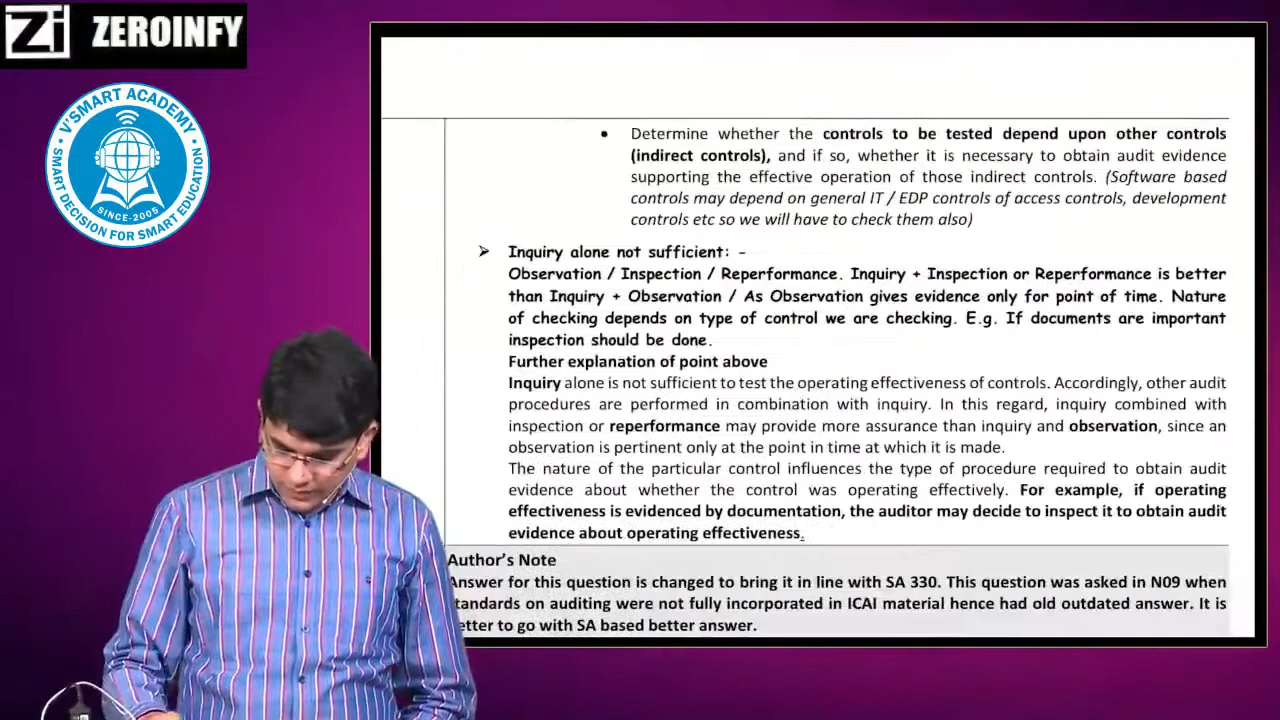 Zi ZEROINFY
V'SMART ACADEMY
SMART DECISION FOR SMART EDUCATION
SINCE-2005
• Determine whether the controls to be tested depend upon other controls
(indirect controls), and if so, whether it is necessary to obtain audit evidence
supporting the effective operation of those indirect controls. (Software based
controls may depend on general IT / EDP controls of access controls, development
controls etc so we will have to check them also)
➢ Inquiry alone not sufficient: -
Observation / Inspection / Reperformance. Inquiry + Inspection or Reperformance is better
than Inquiry + Observation / As Observation gives evidence only for point of time. Nature
of checking depends on type of control we are checking. E.g. If documents are important
inspection should be done.
Further explanation of point above
Inquiry alone is not sufficient to test the operating effectiveness of controls. Accordingly, other audit
procedures are performed in combination with inquiry. In this regard, inquiry combined with
inspection or reperformance may provide more assurance than inquiry and observation, since an
observation is pertinent only at the point in time at which it is made.
The nature of the particular control influences the type of procedure required to obtain audit
evidence about whether the control was operating effectively. For example, if operating
effectiveness is evidenced by documentation, the auditor may decide to inspect it to obtain audit
evidence about operating effectiveness.
Author's Note
Answer for this question is changed to bring it in line with SA 330. This question was asked in N09 when
tandards on auditing were not fully incorporated in ICAI material hence had old outdated answer. It is
etter to go with SA based better answer.